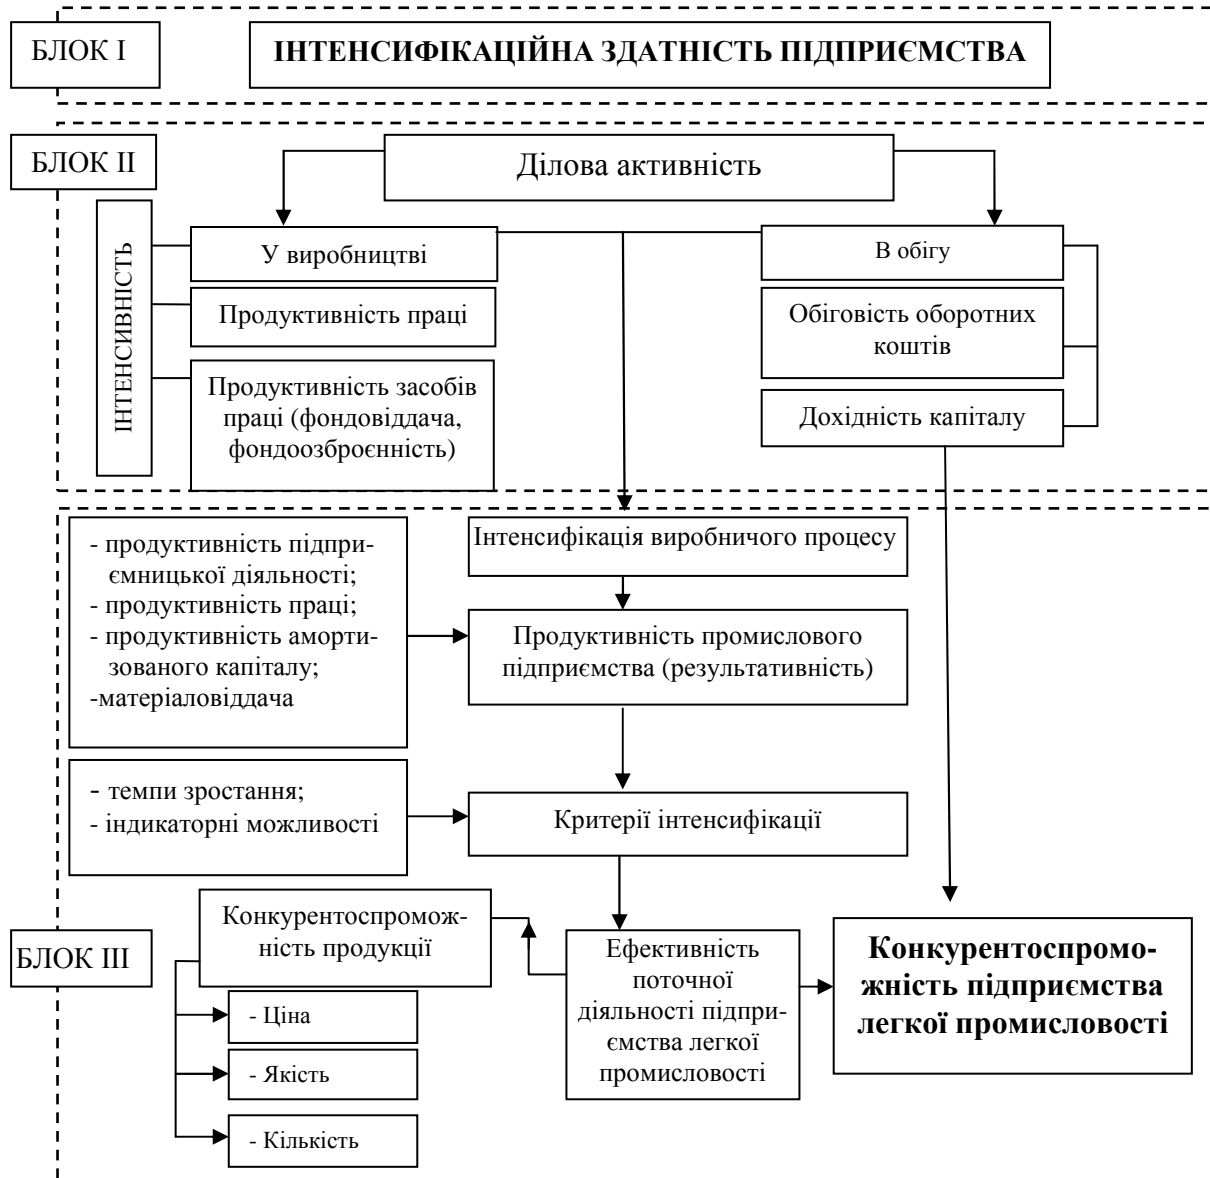 БЛОК І
ІНТЕНСИФІКАЦІЙНА ЗДАТНІСТЬ ПІДПРИЄМСТВА
БЛОК ІІ
Ділова активність
ІНТЕНСИВНІСТЬ
У виробництві
Продуктивність праці
Продуктивність засобів
праці (фондовіддача,
фондоозброєнність)
В обігу
Обіговість оборотних
коштів
Дохідність капіталу
- продуктивність підпри-
ємницької діяльності;
- продуктивність праці;
- продуктивність аморти-
зованого капіталу;
-матеріаловіддача
Інтенсифікація виробничого процесу
Продуктивність промислового
підприємства (результативність)
- темпи зростання;
- індикаторні можливості
Критерії інтенсифікації
БЛОК ІІІ
Конкурентоспромож-
ність продукції
- Ціна
- Якість
- Кількість
Ефективність
поточної
діяльності підпри-
ємства легкої
промисловості
Конкурентоспромо-
жність підприємства
легкої промисловості